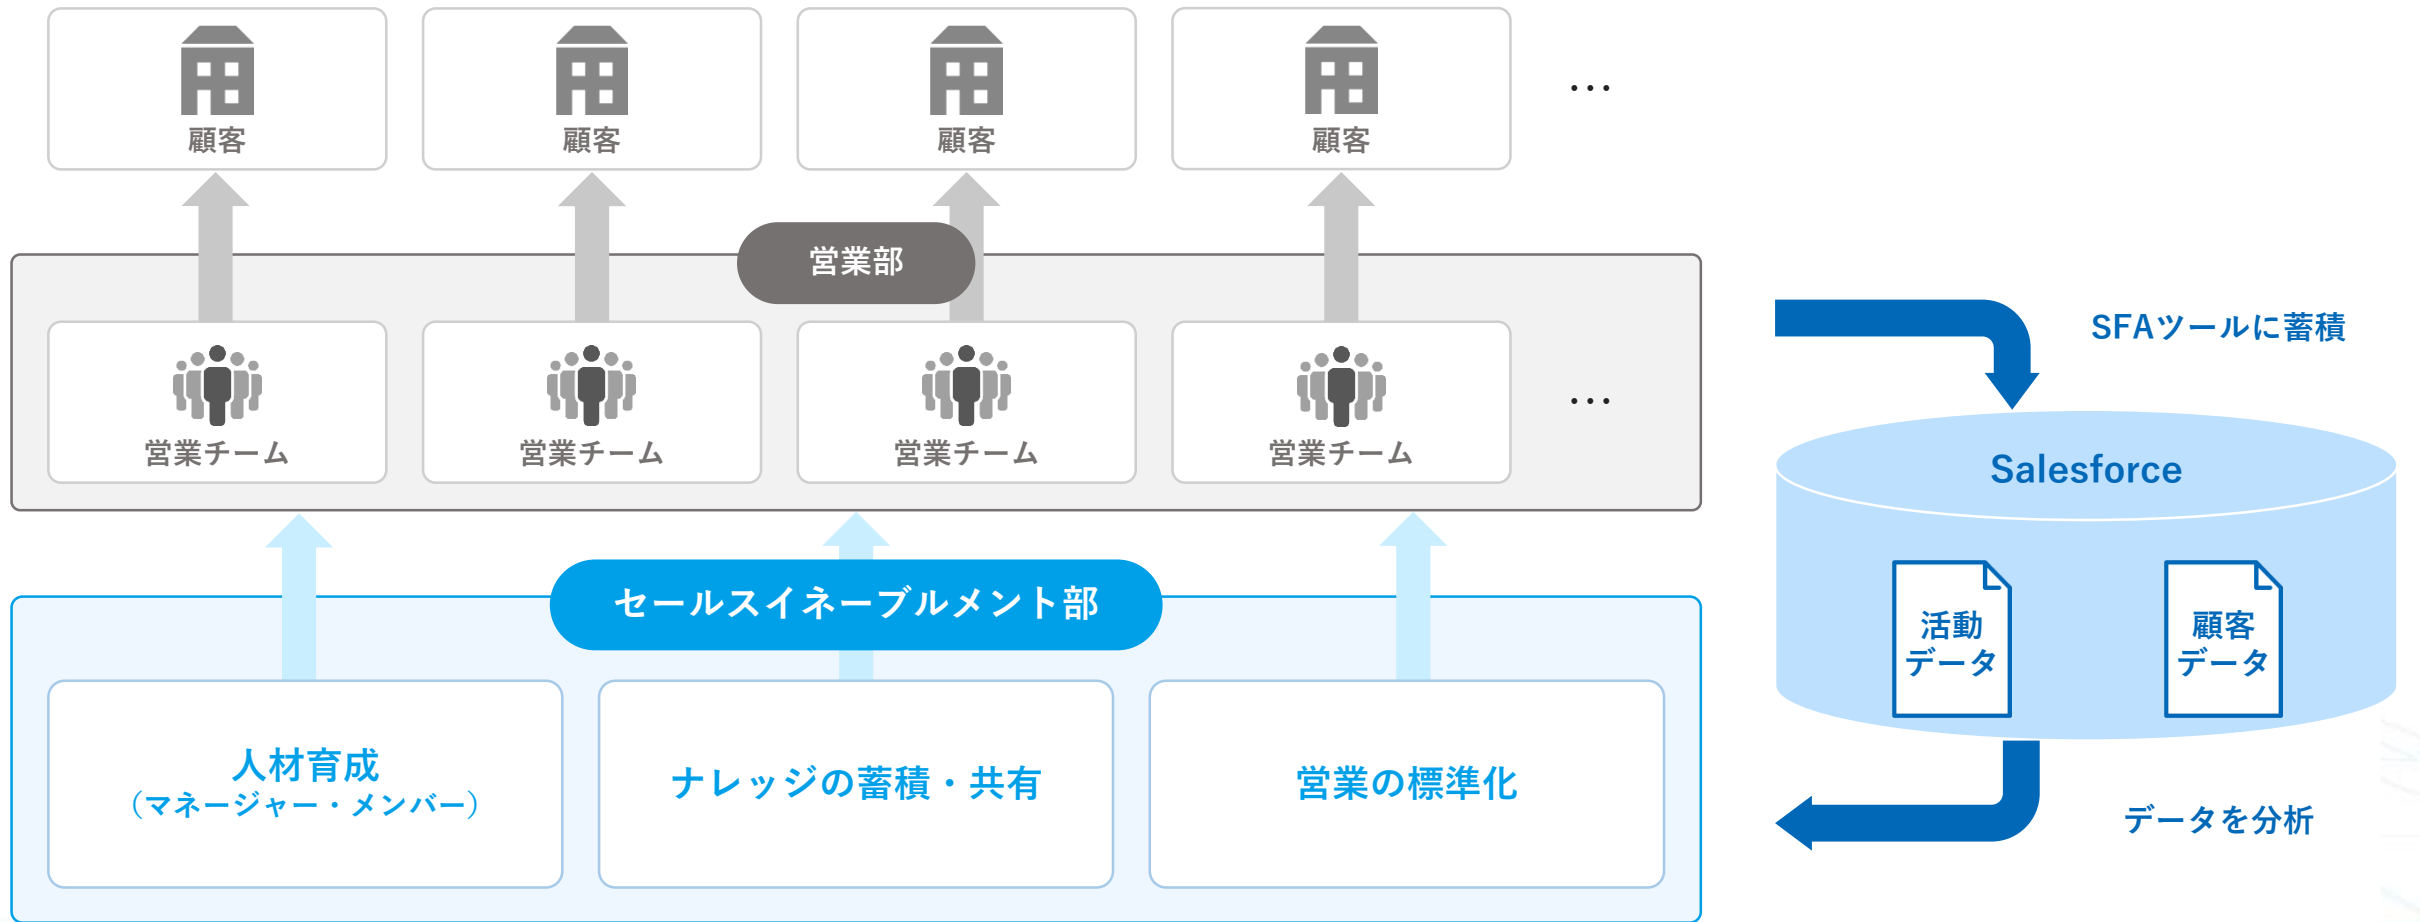 顧客
顧客
顧客
顧客
…
営業部
営業チーム
営業チーム
営業チーム
営業チーム
…
セールスイネーブルメント部
人材育成
（マネージャー・メンバー）
ナレッジの蓄積・共有
営業の標準化
SFAツールに蓄積
Salesforce
活動
データ
顧客
データ
データを分析